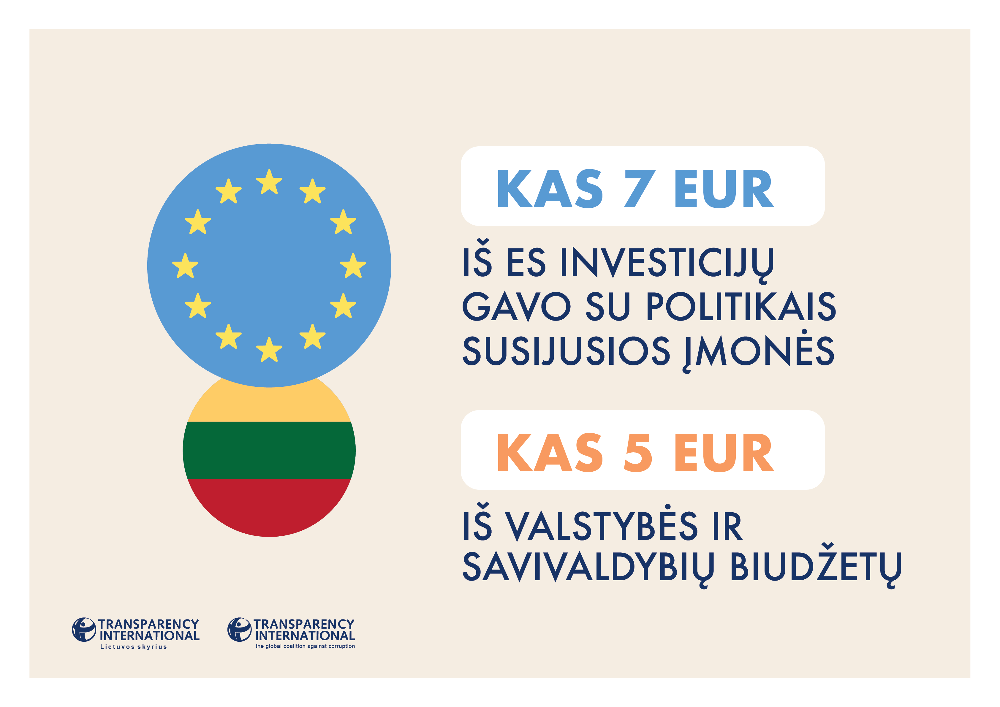 KAS 7 EUR
IŠ ES INVESTICIJŲ
GAVO SU POLITIKAIS
SUSIJUSIOS ĮMONĖS
KAS 5 EUR
IŠ VALSTYBĖS IR
SAVIVALDYBIŲ BIUDŽETŲ
TRANSPARENCY
INTERNATIONAL
Lietuvos skyrius
TRANSPARENCY
INTERNATIONAL
the global coalition against corruption